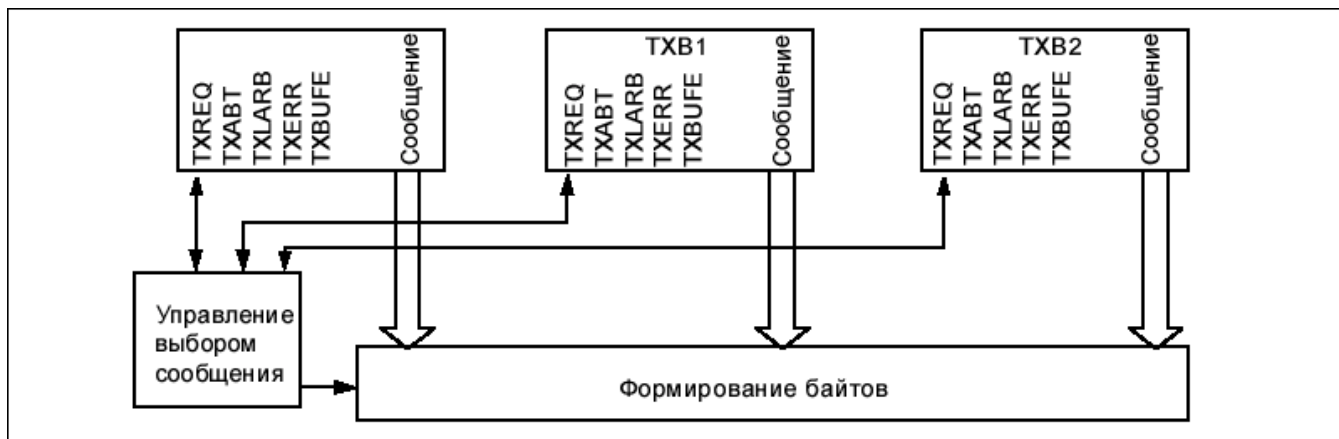 TXREQ
TXABT
TXLARB
TXERR
TXBUFE
Сообщение
TXB1
TXREQ
TXABT
TXLARB
TXERR
TXBUFE
Сообщение
TXB2
TXREQ
TXABT
TXLARB
TXERR
TXBUFE
Сообщение
Управление
выбором
сообщения
Формирование байтов